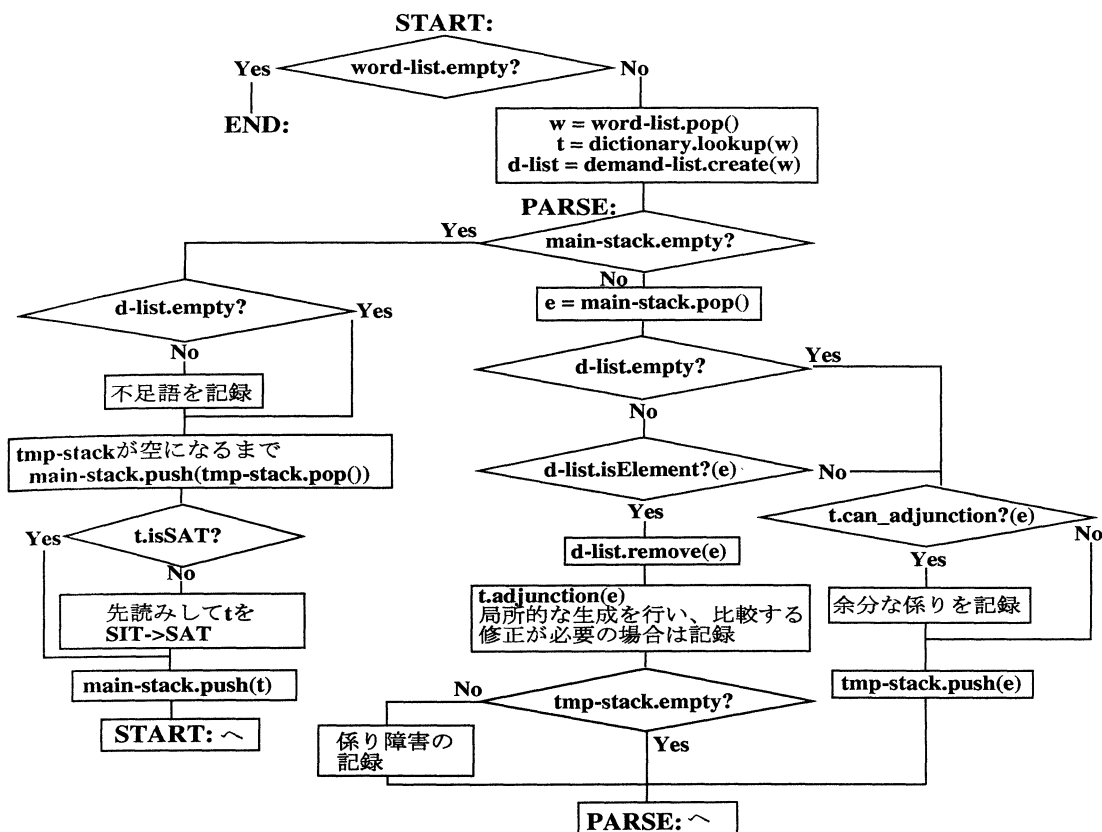 START:
word-list.empty?
Yes
No
END:
w = word-list.pop()
t = dictionary.lookup(w)
d-list = demand-list.create(w)
PARSE:
main-stack.empty?
Yes
No
d-list.empty?
Yes
No
不足語を記録
tmp-stackが空になるまで
main-stack.push(tmp-stack.pop())
t.isSAT?
Yes
No
先読みしてtを
SIT->SAT
main-stack.push(t)
START: へ
e = main-stack.pop()
d-list.empty?
Yes
No
d-list.isElement?(e)
No
Yes
d-list.remove(e)
t.adjunction(e)
局所的な生成を行い、比較する
修正が必要の場合は記録
tmp-stack.empty?
No
Yes
係り障害の
記録
t.can_adjunction?(e)
No
Yes
余分な係りを記録
tmp-stack.push(e)
PARSE: へ